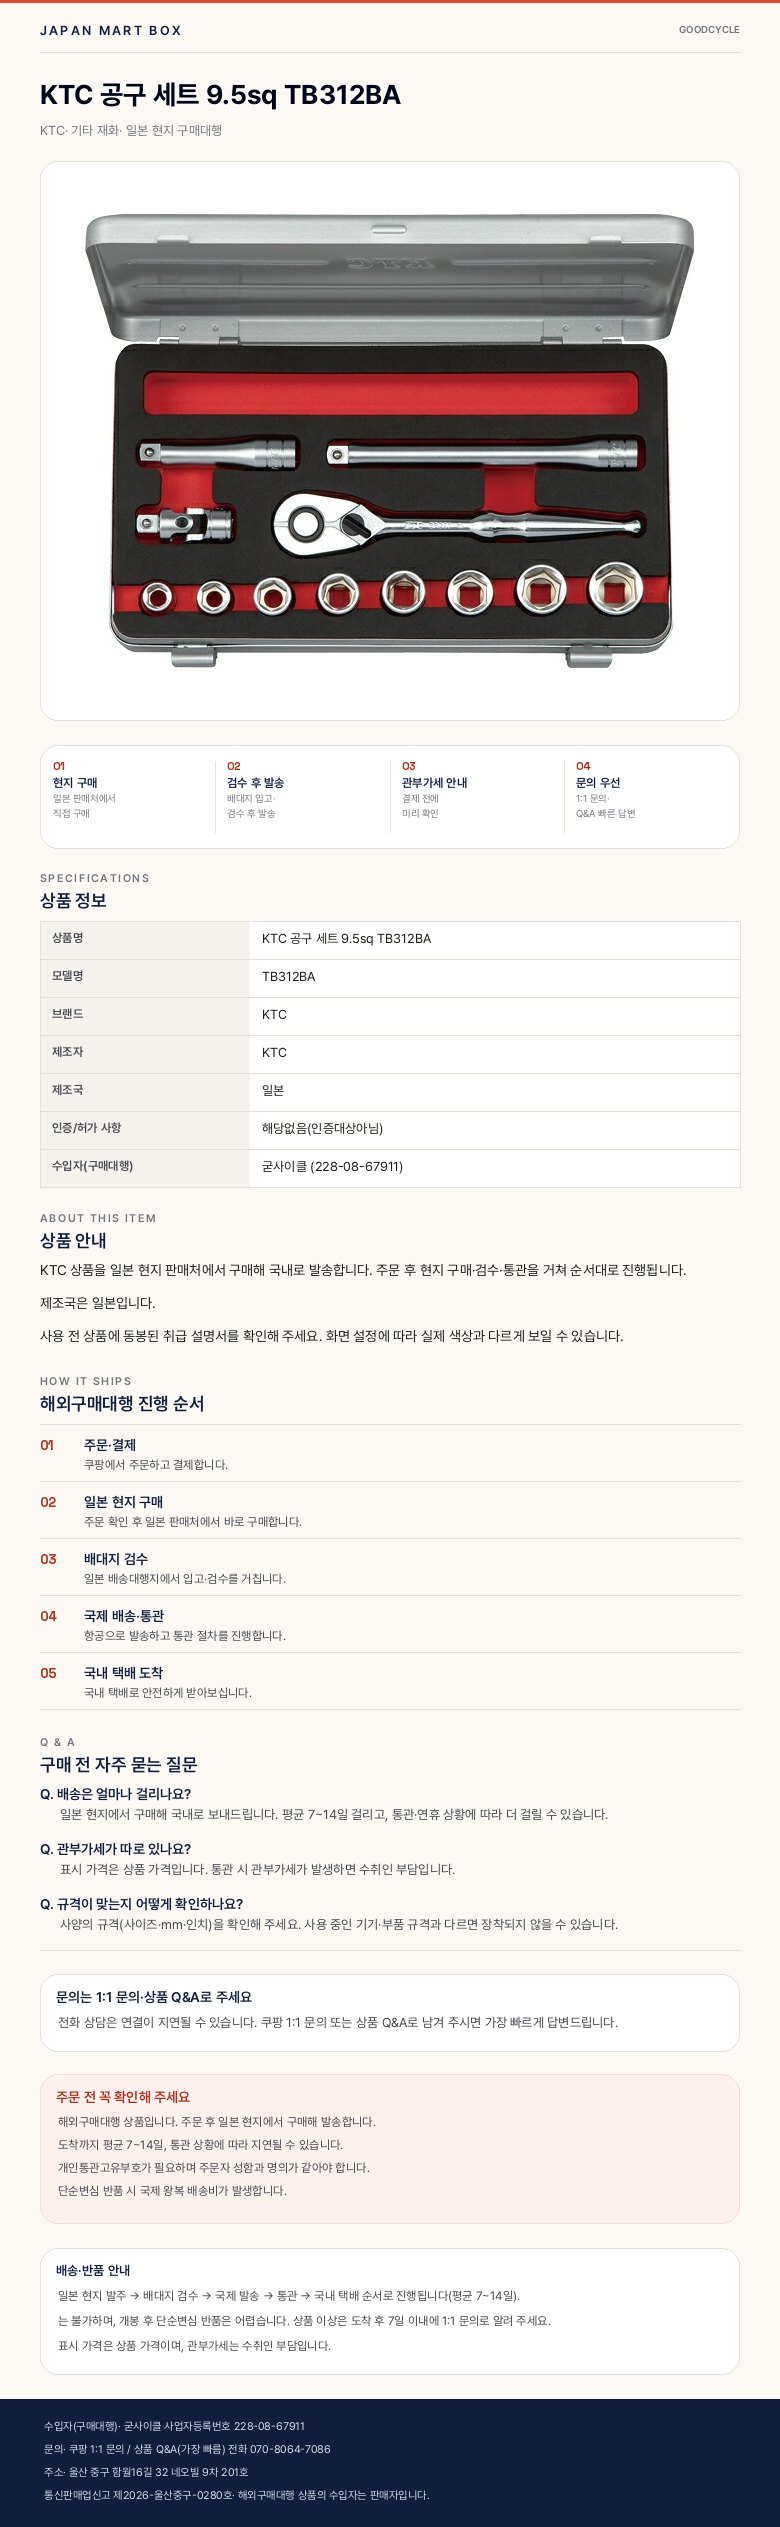 JAPAN MART BOX
GOODCYCLE
KTC 공구 세트 9.5sq TB312BA
KTC· 기타 재화· 일본 현지 구매대행
KTC
01
현지 구매
일본 판매처에서
직접 구매
02
검수 후 발송
배대지 입고·
검수 후 발송
03
관부가세 안내
결제 전에
미리 확인
04
문의 우선
1:1 문의·
Q&A 빠른 답변
SPECIFICATIONS
상품 정보
상품명
KTC 공구 세트 9.5sq TB312BA
모델명
TB312BA
브랜드
KTC
제조자
KTC
제조국
일본
인증/허가 사항
해당없음(인증대상아님)
수입자(구매대행)
굳사이클 (228-08-67911)
ABOUT THIS ITEM
상품 안내
KTC 상품을 일본 현지 판매처에서 구매해 국내로 발송합니다. 주문 후 현지 구매·검수·통관을 거쳐 순서대로 진행됩니다.
제조국은 일본입니다.
사용 전 상품에 동봉된 취급 설명서를 확인해 주세요. 화면 설정에 따라 실제 색상과 다르게 보일 수 있습니다.
HOW IT SHIPS
해외구매대행 진행 순서
01
주문·결제
쿠팡에서 주문하고 결제합니다.
02
일본 현지 구매
주문 확인 후 일본 판매처에서 바로 구매합니다.
03
배대지 검수
일본 배송대행지에서 입고·검수를 거칩니다.
04
국제 배송·통관
항공으로 발송하고 통관 절차를 진행합니다.
05
국내 택배 도착
국내 택배로 안전하게 받아보십니다.
Q & A
구매 전 자주 묻는 질문
Q. 배송은 얼마나 걸리나요?
일본 현지에서 구매해 국내로 보내드립니다. 평균 7~14일 걸리고, 통관·연휴 상황에 따라 더 걸릴 수 있습니다.
Q. 관부가세가 따로 있나요?
표시 가격은 상품 가격입니다. 통관 시 관부가세가 발생하면 수취인 부담입니다.
Q. 규격이 맞는지 어떻게 확인하나요?
사양의 규격(사이즈·mm·인치)을 확인해 주세요. 사용 중인 기기·부품 규격과 다르면 장착되지 않을 수 있습니다.
문의는 1:1 문의·상품 Q&A로 주세요
전화 상담은 연결이 지연될 수 있습니다. 쿠팡 1:1 문의 또는 상품 Q&A로 남겨 주시면 가장 빠르게 답변드립니다.
주문 전 꼭 확인해 주세요
해외구매대행 상품입니다. 주문 후 일본 현지에서 구매해 발송합니다.
도착까지 평균 7~14일, 통관 상황에 따라 지연될 수 있습니다.
개인통관고유부호가 필요하며 주문자 성함과 명의가 같아야 합니다.
단순변심 반품 시 국제 왕복 배송비가 발생합니다.
배송·반품 안내
일본 현지 발주 → 배대지 검수 → 국제 발송 → 통관 → 국내 택배 순서로 진행됩니다(평균 7~14일).
는 불가하며, 개봉 후 단순변심 반품은 어렵습니다. 상품 이상은 도착 후 7일 이내에 1:1 문의로 알려 주세요.
표시 가격은 상품 가격이며, 관부가세는 수취인 부담입니다.
수입자(구매대행)· 굳사이클 사업자등록번호 228-08-67911
문의· 쿠팡 1:1 문의 / 상품 Q&A(가장 빠름) 전화 070-8064-7086
주소· 울산 중구 함월16길 32 네오빌 9차 201호
통신판매업신고 제2026-울산중구-0280호· 해외구매대행 상품의 수입자는 판매자입니다.